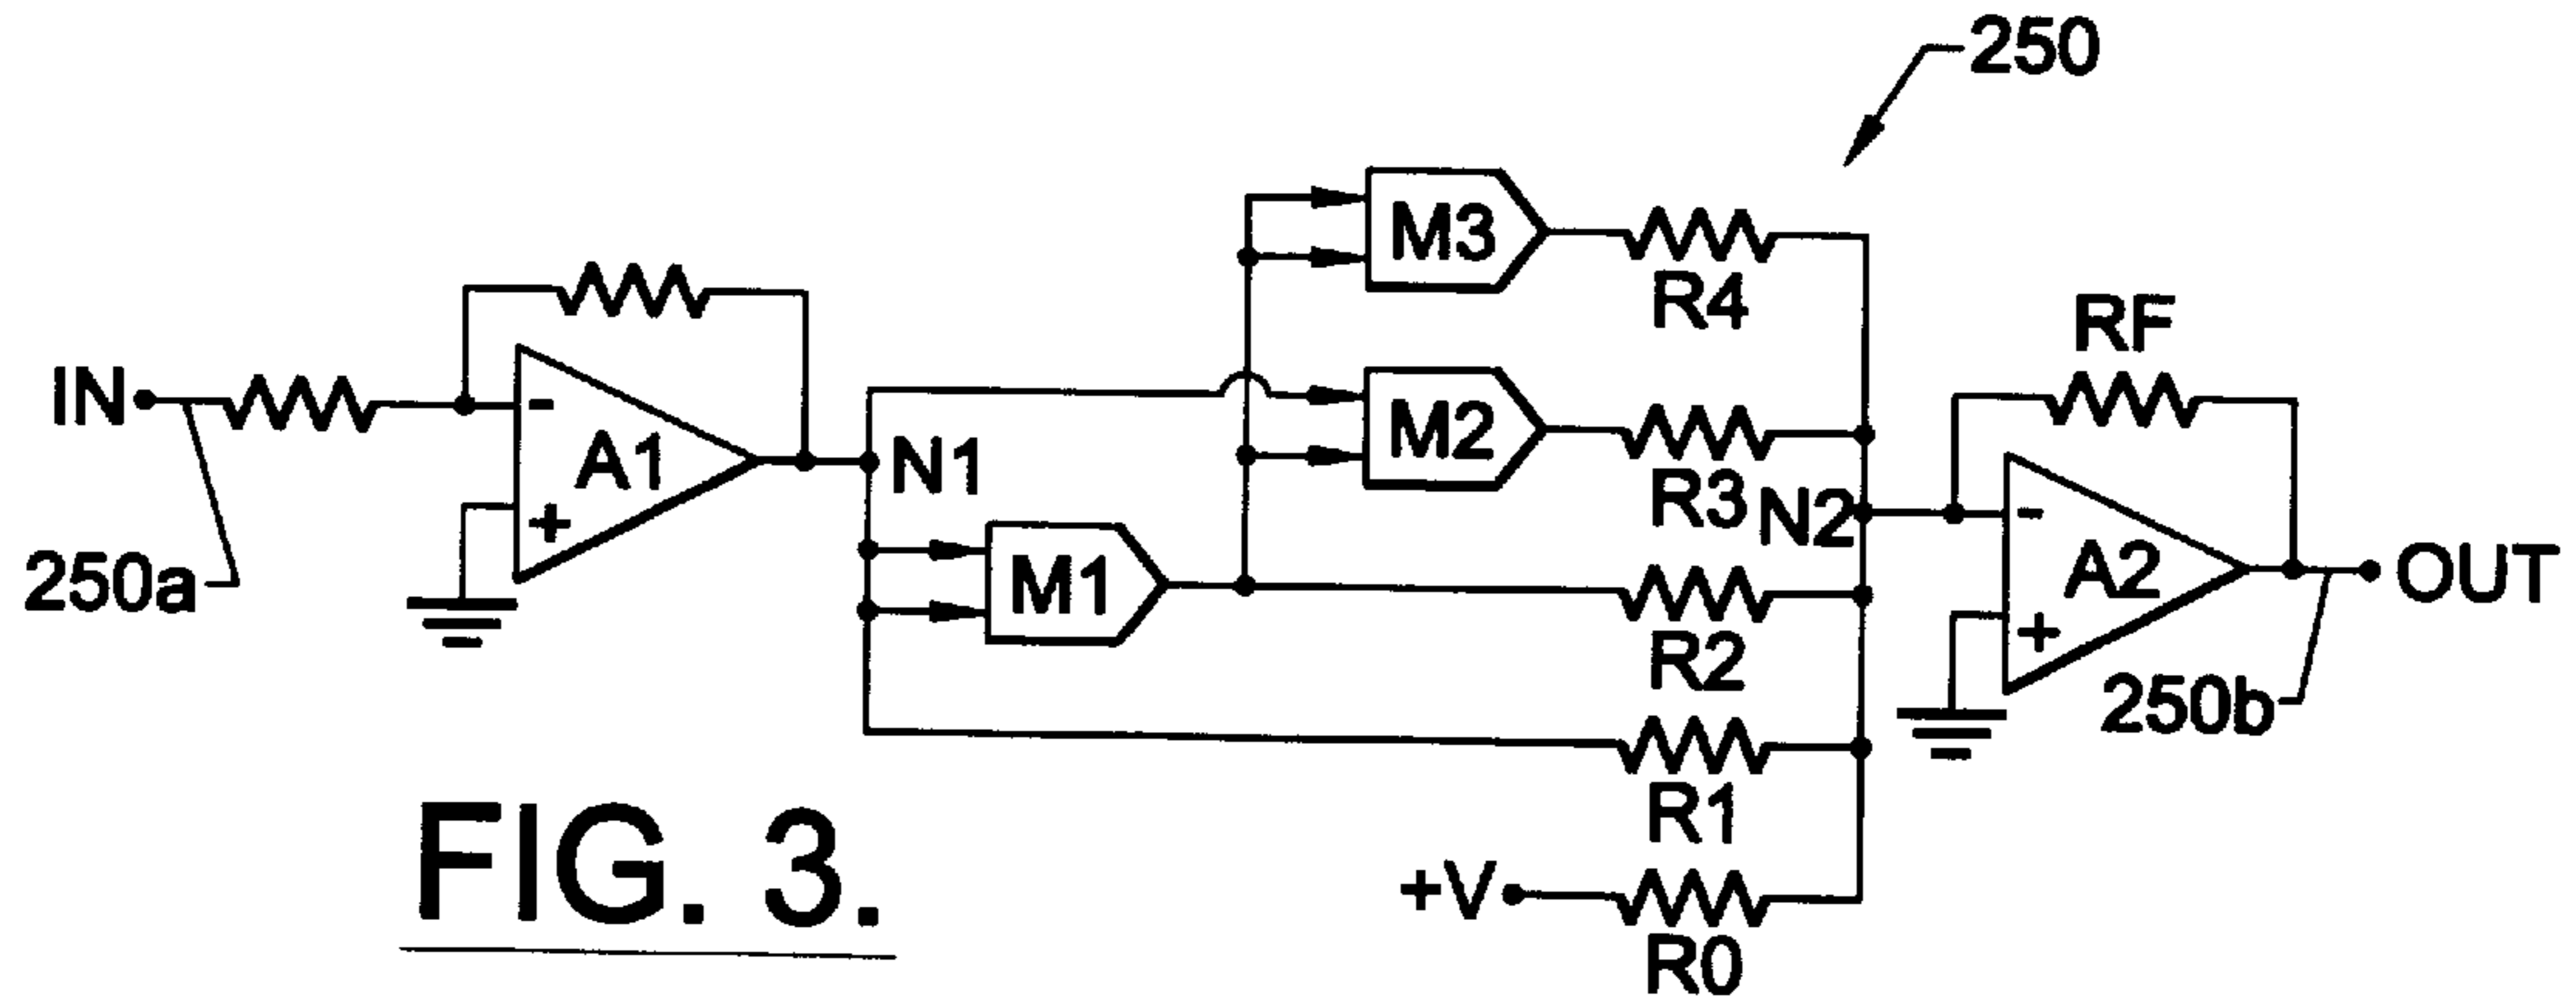 250
M3
R4
RF
IN
-
A1
+
N1
M2
R3
N2
-
A2
+
OUT
250a
M1
R2
250b
R1
+V
R0
FIG. 3.